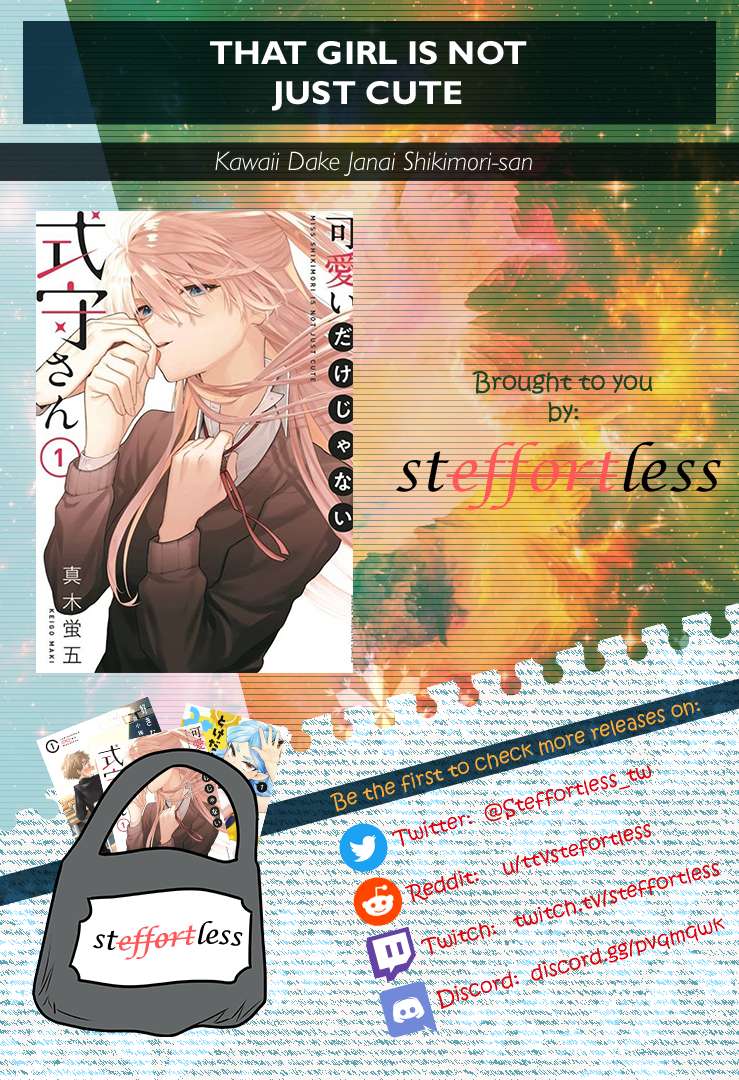 THAT GIRL IS NOT
JUST CUTE
Kawaii Dake Janai Shikimori-san
可愛いだけじゃない
MISS SHIKIMORI IS NOT JUST CUTE
式守さん
1
真木蛍五
KEIGO MAKI
Brought to you
by:
steffortless
Be the first to check more releases on:
Twitter: @Steffortless_tw
Reddit: u/ttvstefortless
Twitch: twitch.tv/steffortless
Discord: discord.gg/pvqmqwk
steffortless